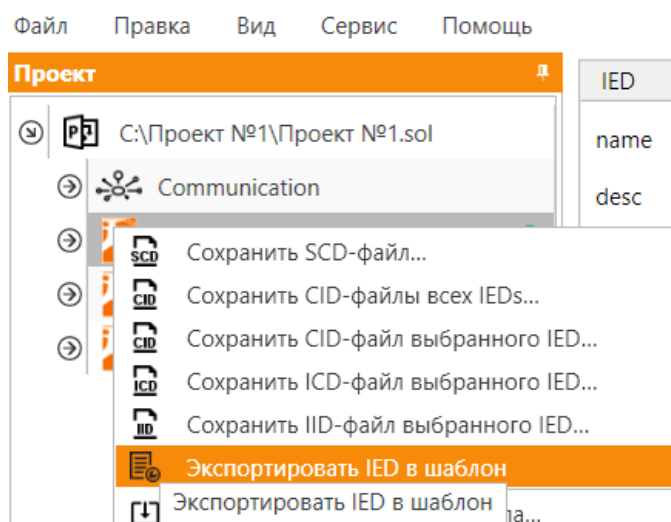 Файл Правка Вид Сервис Помощь
Проект
IED
C:\Проект №1\Проект №1.sol
name
Communication
desc
SCD Сохранить SCD-файл...
CID Сохранить CID-файлы всех IEDs...
CID Сохранить CID-файл выбранного IED...
ICD Сохранить ICD-файл выбранного IED...
IID Сохранить IID-файл выбранного IED...
Экспортировать IED в шаблон
Экспортировать IED в шаблон